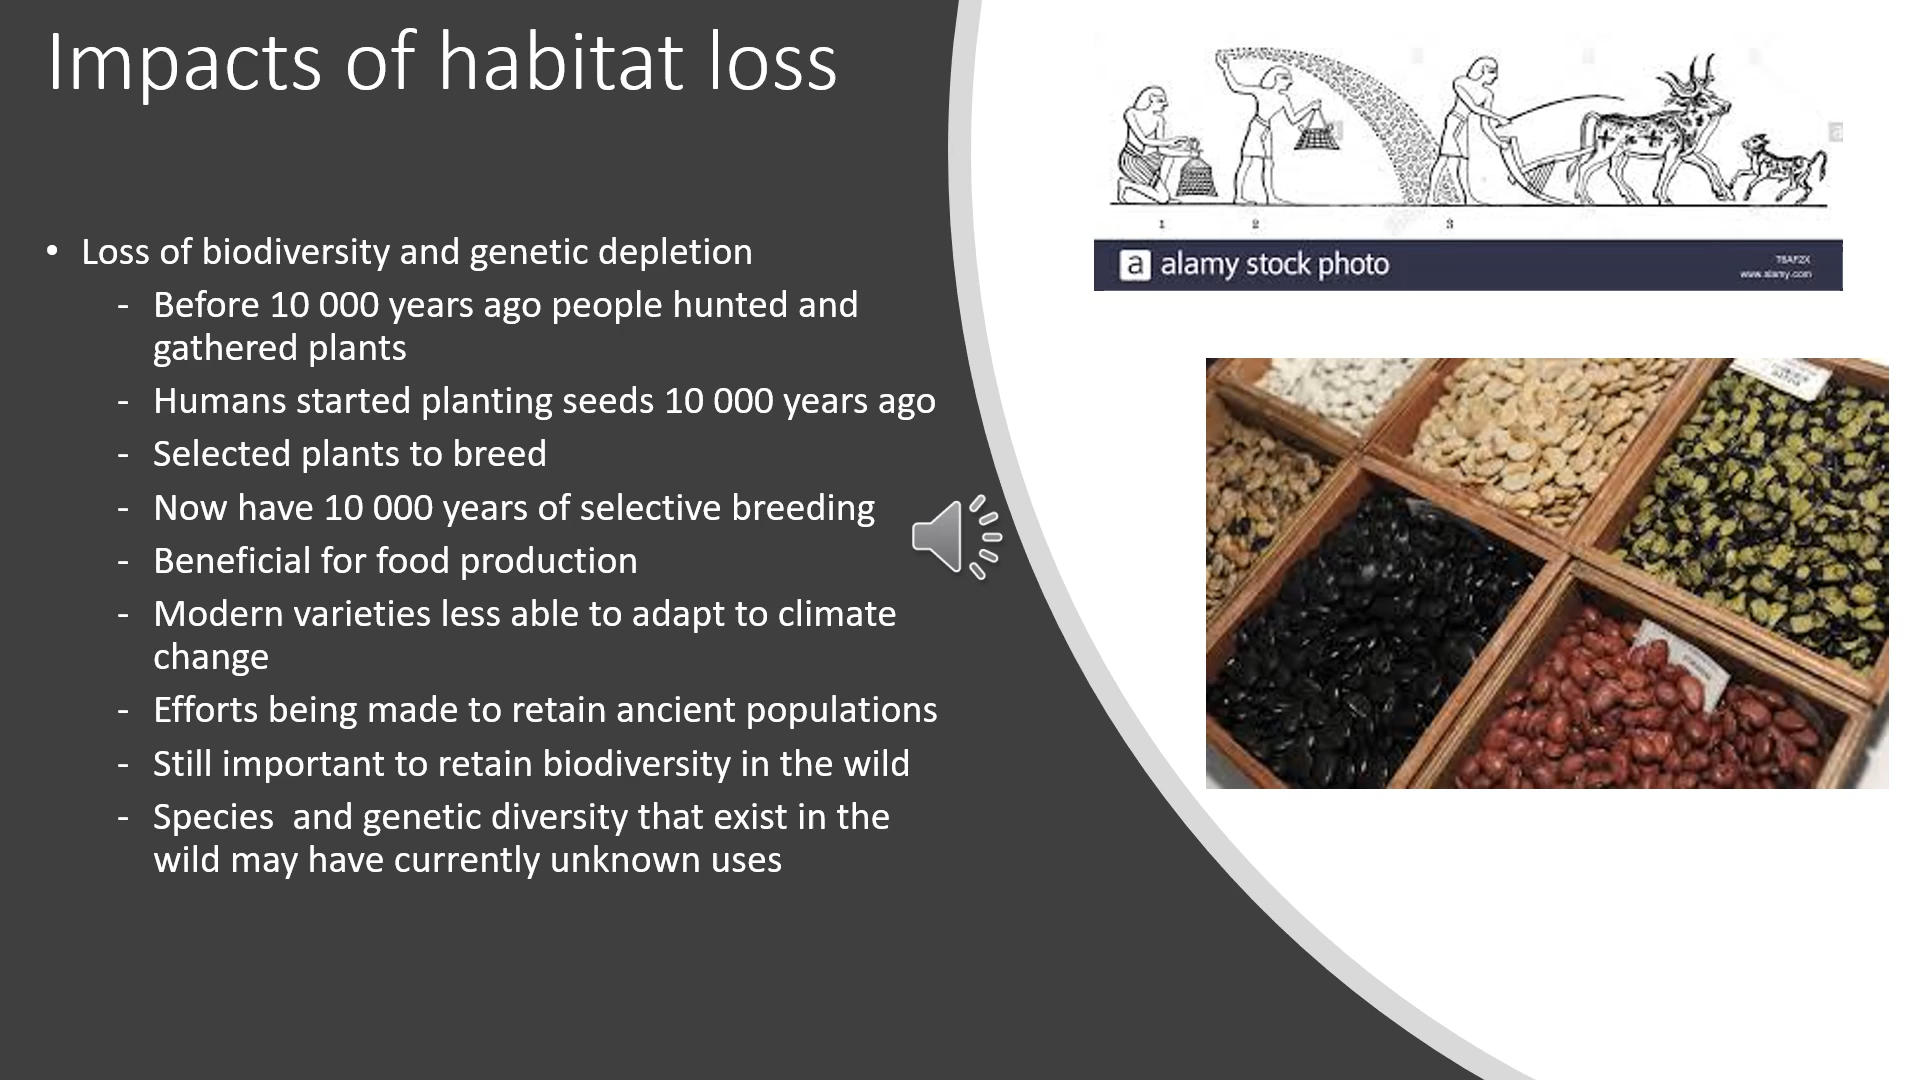 Impacts of habitat loss
• Loss of biodiversity and genetic depletion
- Before 10 000 years ago people hunted and
gathered plants
- Humans started planting seeds 10 000 years ago
- Selected plants to breed
- Now have 10 000 years of selective breeding
- Beneficial for food production
- Modern varieties less able to adapt to climate
change
- Efforts being made to retain ancient populations
- Still important to retain biodiversity in the wild
- Species  and genetic diversity that exist in the
wild may have currently unknown uses
1 2 3
a alamy stock photo
www.alamy.com